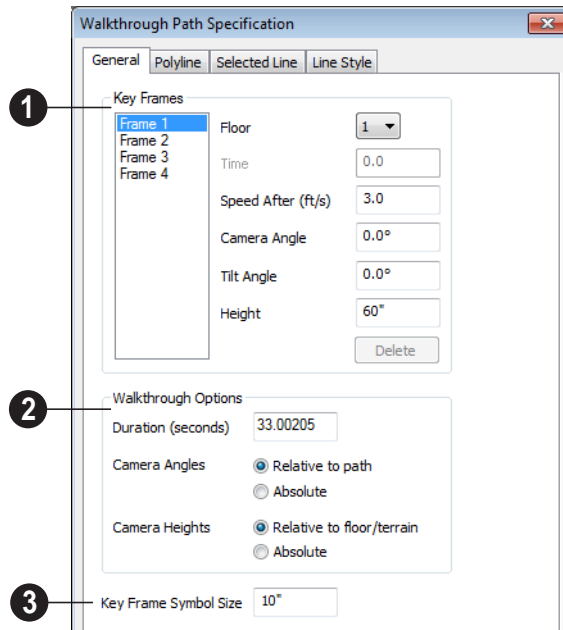 Walkthrough Path Specification
General Polyline Selected Line Line Style
1
Key Frames
Frame 1
Frame 2
Frame 3
Frame 4
Floor 1
Time 0.0
Speed After (ft/s) 3.0
Camera Angle 0.0°
Tilt Angle 0.0°
Height 60"
Delete
2
Walkthrough Options
Duration (seconds) 33.00205
Camera Angles Relative to path
Absolute
Camera Heights Relative to floor/terrain
Absolute
3
Key Frame Symbol Size 10"